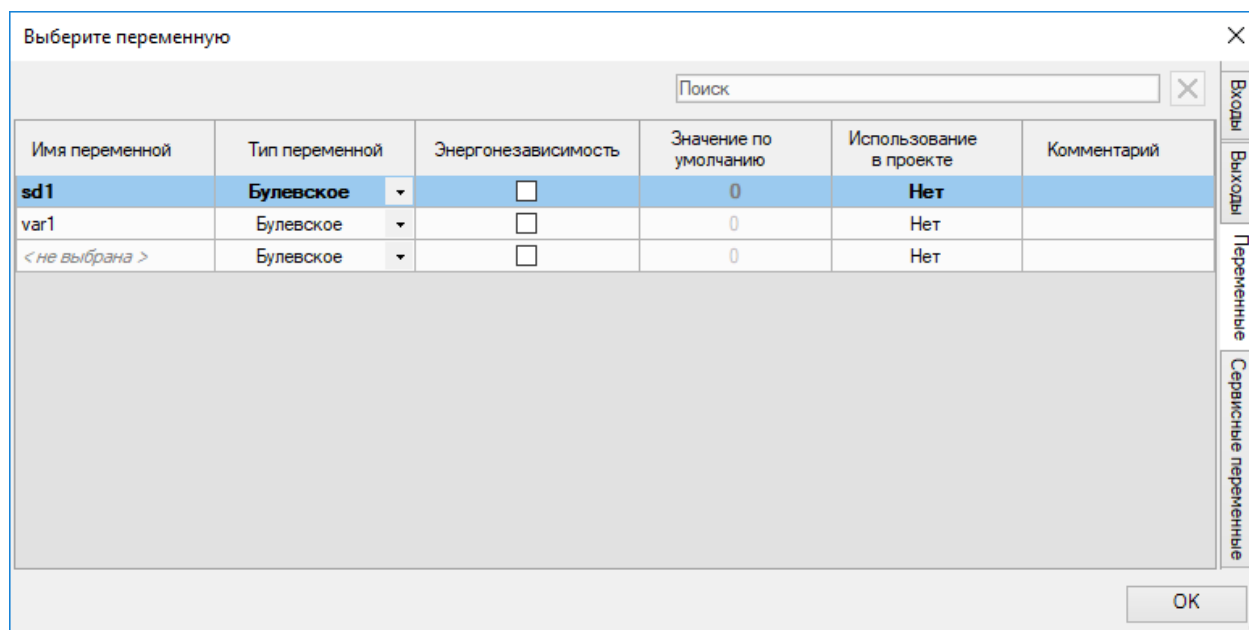 Выберите переменную
Поиск
Имя переменной Тип переменной Энергонезависимость Значение по умолчанию Использование в проекте Комментарий
sd1 Булевское 0 Нет
var1 Булевское 0 Нет
< не выбрана > Булевское 0 Нет
Входы
Выходы
Переменные
Сервисные переменные
OK